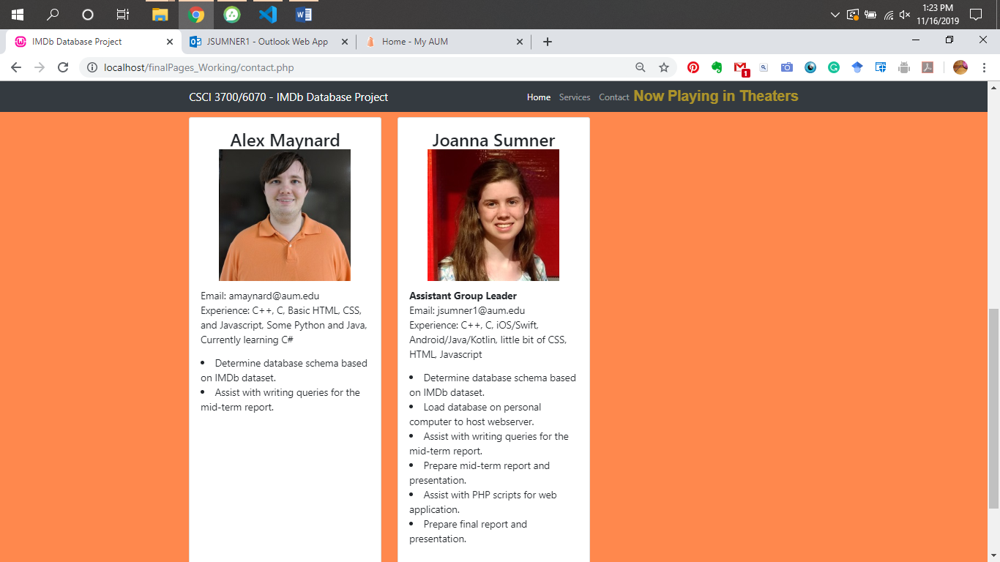 1:23 PM
11/16/2019
IMDb Database Project
JSUMNER1 - Outlook Web App
Home - My AUM
localhost/finalPages_Working/contact.php
1
CSCI 3700/6070 - IMDb Database Project
Home Services Contact Now Playing in Theaters
Alex Maynard
Email: amaynard@aum.edu
Experience: C++, C, Basic HTML, CSS,
and Javascript, Some Python and Java,
Currently learning C#
• Determine database schema based
on IMDb dataset.
• Assist with writing queries for the
mid-term report.
Joanna Sumner
Assistant Group Leader
Email: jsumner1@aum.edu
Experience: C++, C, iOS/Swift,
Android/Java/Kotlin, little bit of CSS,
HTML, Javascript
• Determine database schema based
on IMDb dataset.
• Load database on personal
computer to host webserver.
• Assist with writing queries for the
mid-term report.
• Prepare mid-term report and
presentation.
• Assist with PHP scripts for web
application.
• Prepare final report and
presentation.